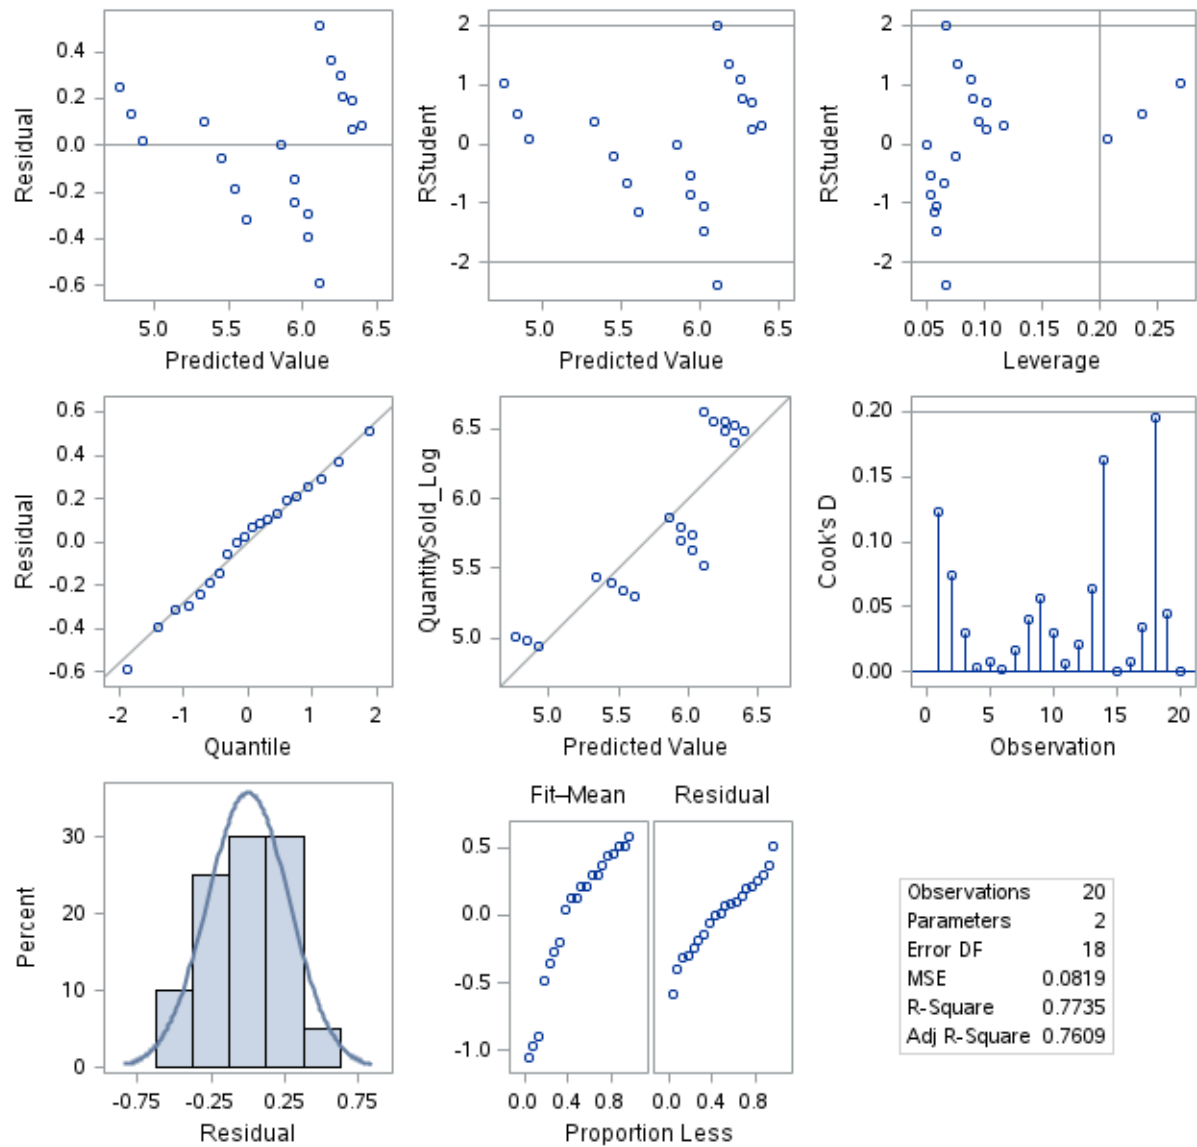 Residual
0.4
0.2
0.0
-0.2
-0.4
-0.6
5.0 5.5 6.0 6.5
Predicted Value
RStudent
2
1
0
-1
-2
5.0 5.5 6.0 6.5
Predicted Value
RStudent
2
1
0
-1
-2
0.05 0.10 0.20 0.25
Leverage
Residual
0.6
0.4
0.2
0.0
-0.2
-0.4
-0.6
-2 -1 0 1 2
Quantile
QuantitySold_Log
6.5
6.0
5.5
5.0
5.0 5.5 6.0 6.5
Predicted Value
Cook's D
0.20
0.15
0.10
0.05
0.00
0 5 10 15 20
Observation
Percent
30
20
10
0
-0.75 -0.25 0.25 0.75
Residual
Fit–Mean Residual
0.5
0.0
-0.5
-1.0
0.0 0.4 0.8 0.0 0.4 0.8
Proportion Less
Observations 20
Parameters 2
Error DF 18
MSE 0.0819
R-Square 0.7735
Adj R-Square 0.7609